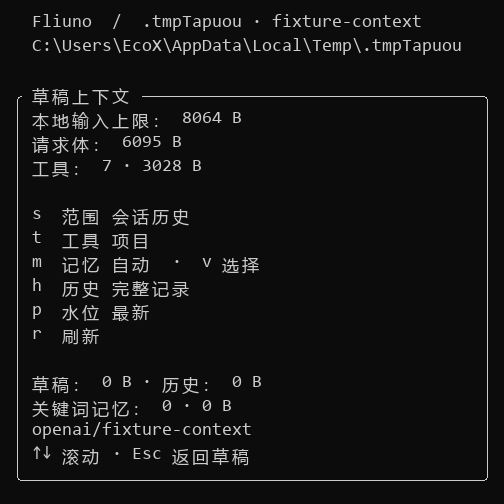 Fliuno  /  .tmpTapuou · fixture-context
C:\Users\EcoX\AppData\Local\Temp\.tmpTapuou
草稿上下文
本地输入上限:  8064 B
请求体:  6095 B
工具:  7 · 3028 B
s  范围 会话历史
t  工具 项目
m  记忆 自动  ·  v 选择
h  历史 完整记录
p  水位 最新
r  刷新
草稿:  0 B · 历史:  0 B
关键词记忆:  0 · 0 B
openai/fixture-context
↑↓ 滚动 · Esc 返回草稿